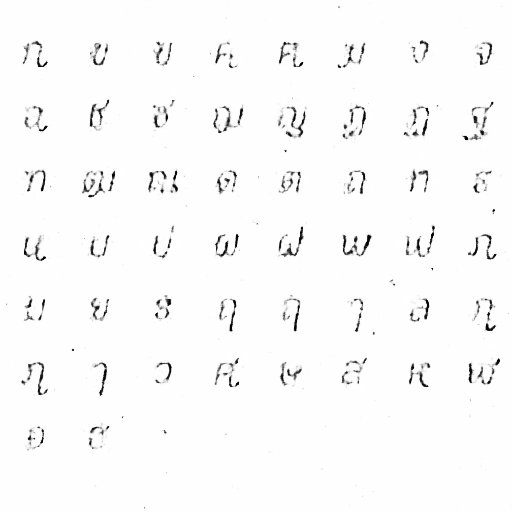 ก ข ฃ ค ฅ ฆ ง จ
ฉ ช ซ ฌ ญ ฎ ฏ ฐ
ฑ ฒ ณ ด ต ถ ท ธ
น บ ป ผ ฝ พ ฟ ภ
ม ย ร ฤ ฤ า ล ฦ
ฦ ๅ ว ศ ษ ส ห ฬ
อ ฮ